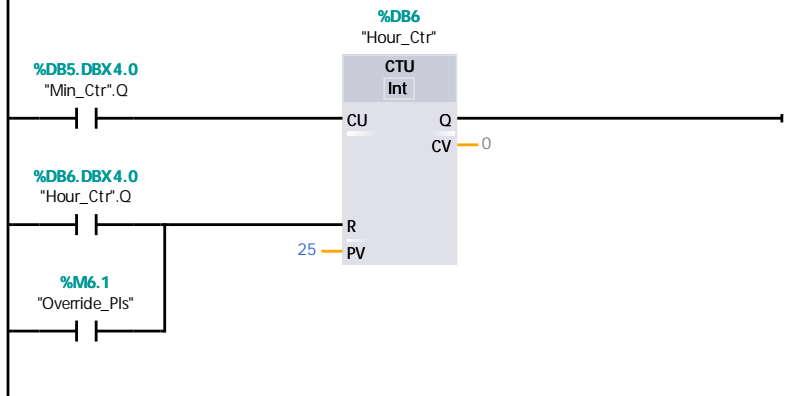 %DB6
"Hour_Ctr"
%DB5.DBX4.0
"Min_Ctr".Q
CTU
Int
CU
Q
CV
0
%DB6.DBX4.0
"Hour_Ctr".Q
R
25
PV
%M6.1
"Override_Pls"